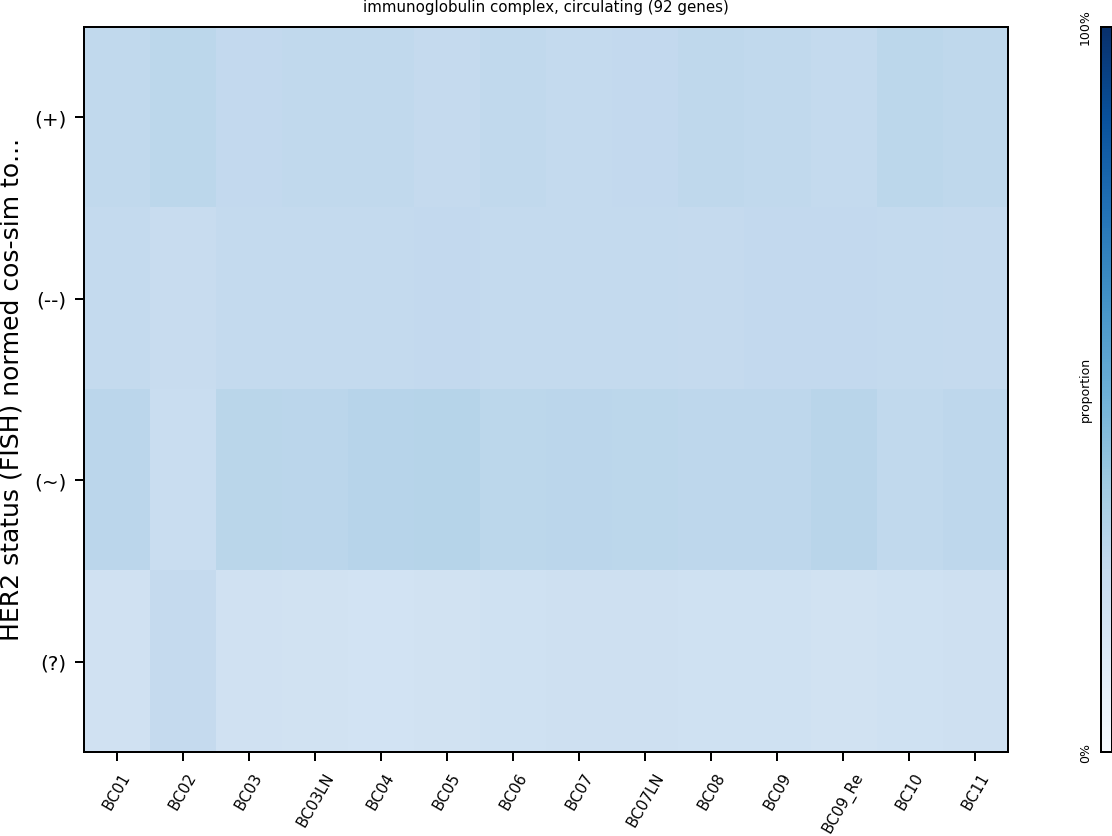 immunoglobulin complex, circulating (92 genes)
HER2 status (FISH) normed cos-sim to...
(+)
(--)
(~)
(?)
BC01
BC02
BC03
BC03LN
BC04
BC05
BC06
BC07
BC07LN
BC08
BC09
BC09_Re
BC10
BC11
100%
proportion
0%